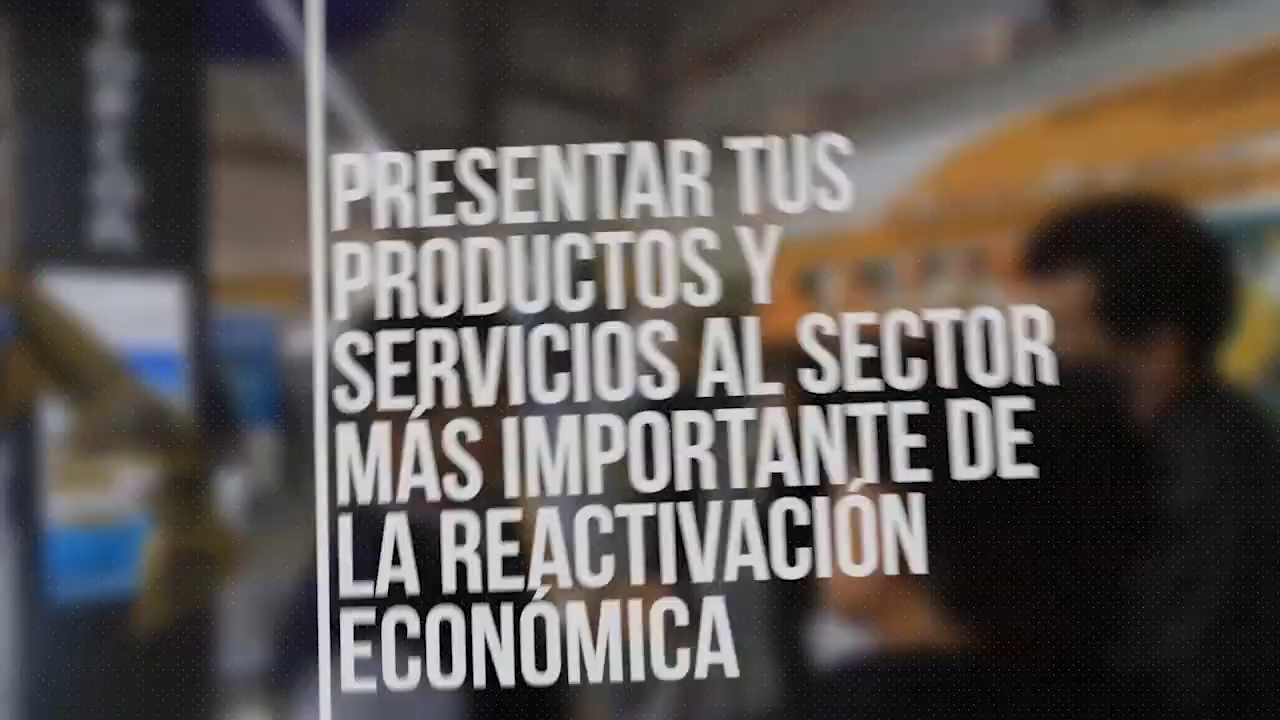 PRESENTAR TUS
PRODUCTOS Y
SERVICIOS AL SECTOR
MÁS IMPORTANTE DE
LA REACTIVACIÓN
ECONÓMICA